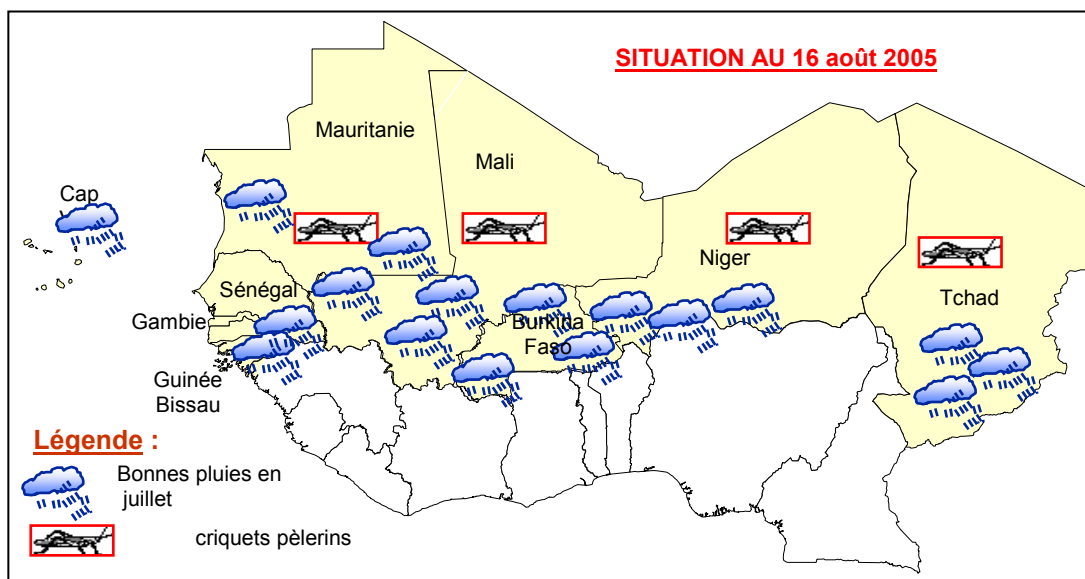 SITUATION AU 16 août 2005
Mauritanie
Mali
Cap
Niger
Sénégal
Tchad
Gambie
Burkina
Faso
Guinée
Bissau
Légende :
Bonnes pluies en
juillet
criquets pèlerins